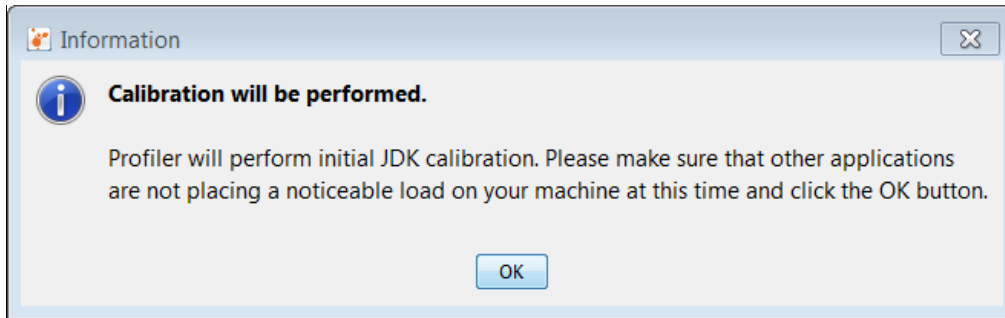 Information
Calibration will be performed.
Profiler will perform initial JDK calibration. Please make sure that other applications
are not placing a noticeable load on your machine at this time and click the OK button.
OK